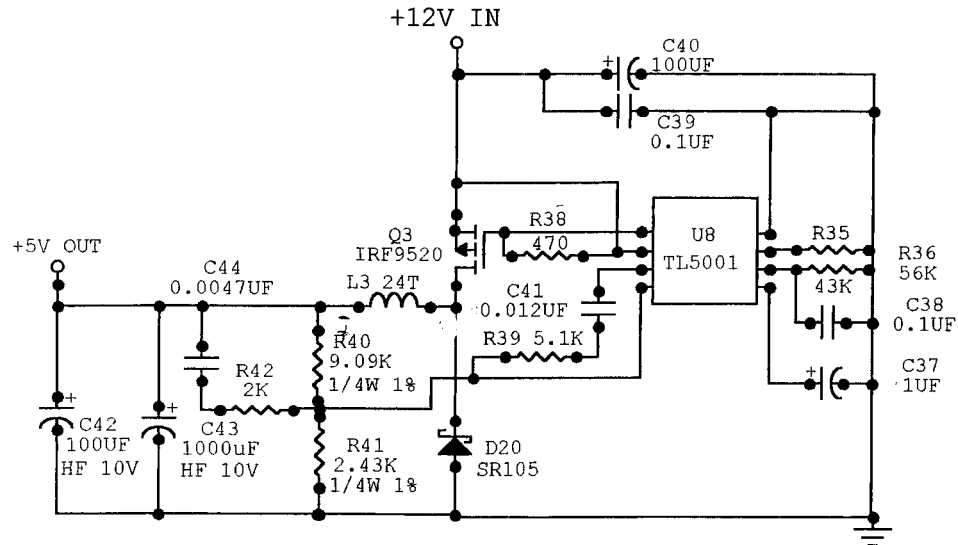 +12V IN
C40
100UF
C39
0.1UF
+
+5V OUT
Q3
IRF9520
R38
470
U8
TL5001
R35
R36
56K
43K
C44
0.0047UF
L3 24T
C41
0.012UF
C38
0.1UF
R39 5.1K
R40
9.09K
1/4W 1%
R42
2K
C37
1UF
+
+
C42
100UF
HF 10V
+
C43
1000uF
HF 10V
R41
2.43K
1/4W 1%
D20
SR105